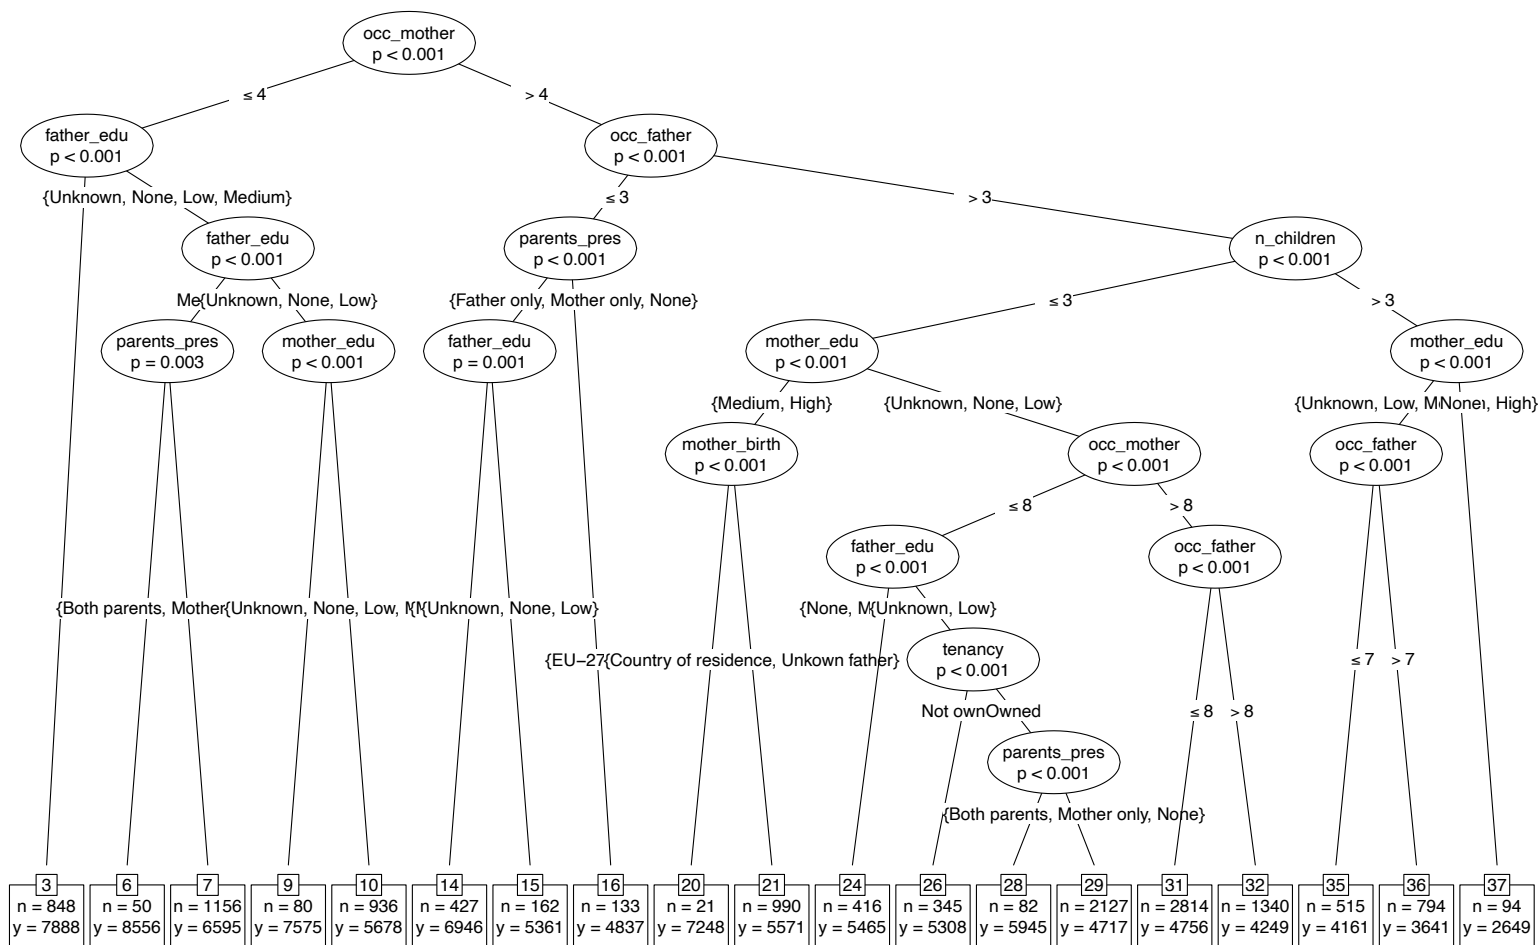 occ_mother
p < 0.001
≤ 4
> 4
father_edu
p < 0.001
occ_father
p < 0.001
{Unknown, None, Low, Medium}
≤ 3
> 3
father_edu
p < 0.001
parents_pres
p < 0.001
n_children
p < 0.001
{Unknown, None, Low}
{Father only, Mother only, None}
≤ 3
> 3
parents_pres
p = 0.003
mother_edu
p < 0.001
father_edu
p = 0.001
mother_edu
p < 0.001
mother_edu
p < 0.001
{Medium, High}
{Unknown, None, Low}
{Unknown, Low, None, High}
mother_birth
p < 0.001
occ_mother
p < 0.001
occ_father
p < 0.001
≤ 8
> 8
father_edu
p < 0.001
occ_father
p < 0.001
{Both parents, Mother {Unknown, None, Low, {Unknown, None, Low}
{None, {Unknown, Low}
tenancy
p < 0.001
{EU−27 {Country of residence, Unkown father}
≤ 7
> 7
Not own Owned
≤ 8
> 8
parents_pres
p < 0.001
{Both parents, Mother only, None}
3
n = 848
y = 7888
6
n = 50
y = 8556
7
n = 1156
y = 6595
9
n = 80
y = 7575
10
n = 936
y = 5678
14
n = 427
y = 6946
15
n = 162
y = 5361
16
n = 133
y = 4837
20
n = 21
y = 7248
21
n = 990
y = 5571
24
n = 416
y = 5465
26
n = 345
y = 5308
28
n = 82
y = 5945
29
n = 2127
y = 4717
31
n = 2814
y = 4756
32
n = 1340
y = 4249
35
n = 515
y = 4161
36
n = 794
y = 3641
37
n = 94
y = 2649